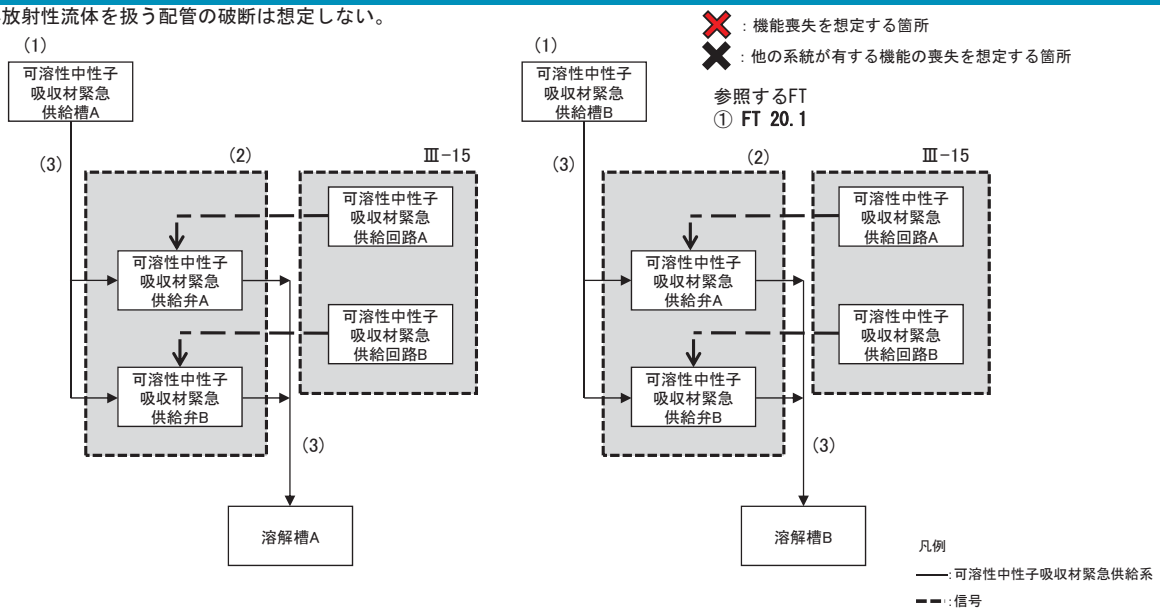 放射性流体を扱う配管の破断は想定しない。
：機能喪失を想定する箇所
：他の系統が有する機能の喪失を想定する箇所
参照するFT
① FT 20.1
(1)
可溶性中性子
吸収材緊急
供給槽A
(3)
(2)
Ⅲ-15
可溶性中性子
吸収材緊急
供給回路A
可溶性中性子
吸収材緊急
供給弁A
可溶性中性子
吸収材緊急
供給回路B
可溶性中性子
吸収材緊急
供給弁B
(3)
溶解槽A
(1)
可溶性中性子
吸収材緊急
供給槽B
(3)
(2)
Ⅲ-15
可溶性中性子
吸収材緊急
供給回路A
可溶性中性子
吸収材緊急
供給弁A
可溶性中性子
吸収材緊急
供給回路B
可溶性中性子
吸収材緊急
供給弁B
(3)
溶解槽B
凡例
:可溶性中性子吸収材緊急供給系
:信号